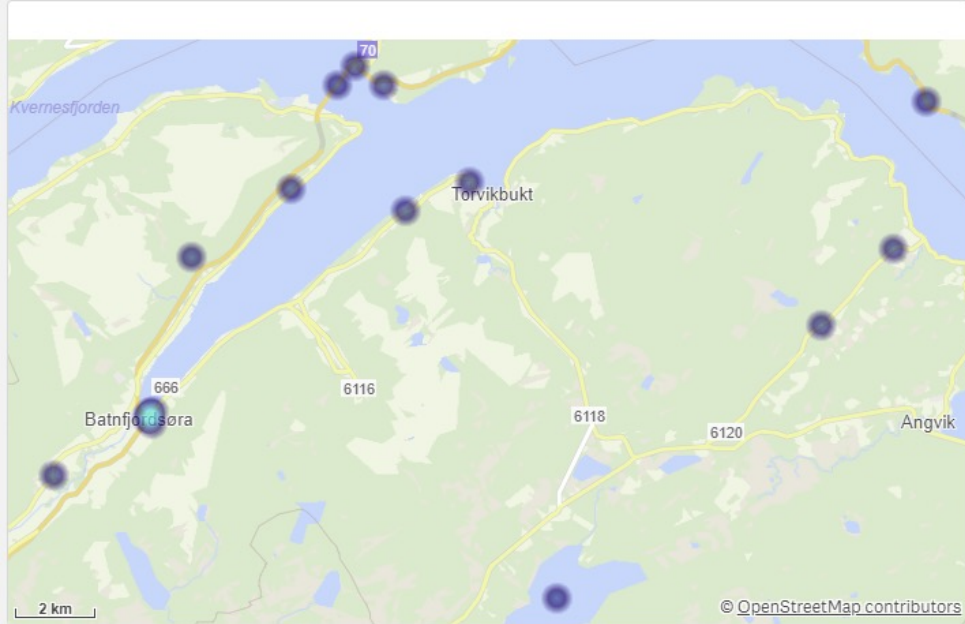 70
Kvernesfjorden
Torvikbukt
666
6116
Batnfjordsøra
6118
6120
Angvik
2 km
© OpenStreetMap contributors